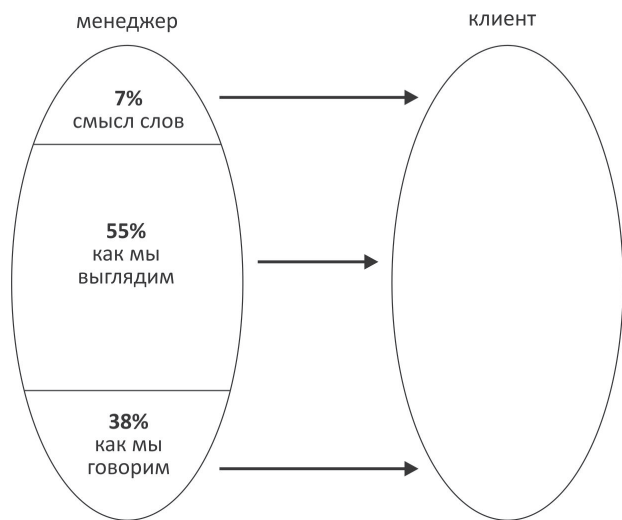 менеджер
клиент
7%
смысл слов
55%
как мы
выглядим
38%
как мы
говорим